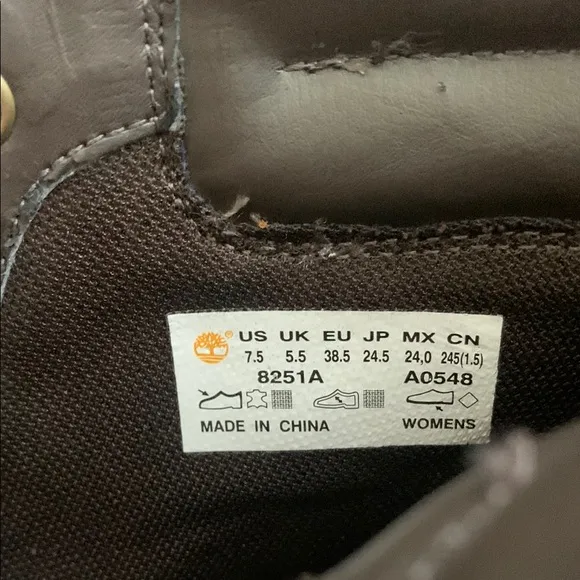 US UK EU JP MX CN
7.5 5.5 38.5 24.5 24,0 245(1.5)
8251A A0548
MADE IN CHINA WOMENS